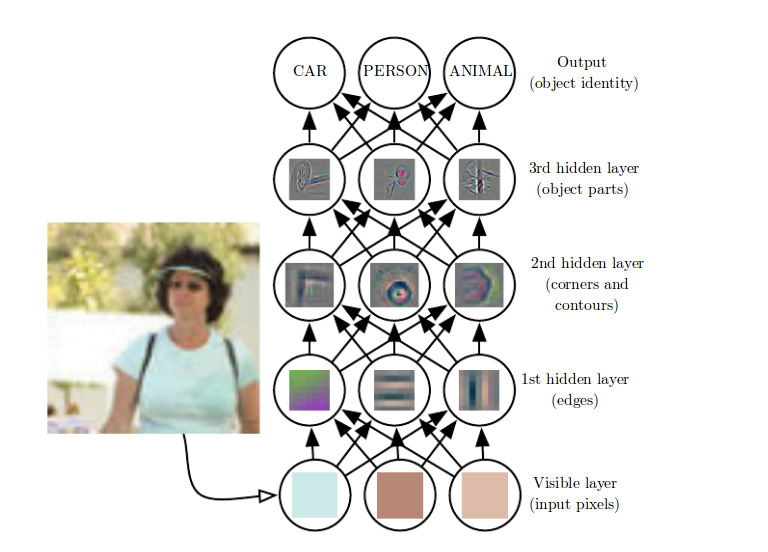 CAR PERSON ANIMAL
Output
(object identity)
3rd hidden layer
(object parts)
2nd hidden layer
(corners and
contours)
1st hidden layer
(edges)
Visible layer
(input pixels)